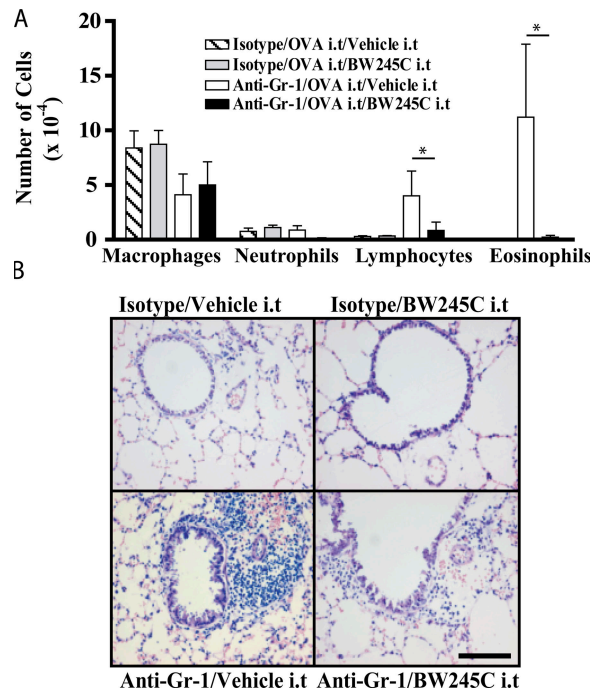 A
20
15
10
5
0
Number of Cells
(x 10-4)
Isotype/OVA i.t/Vehicle i.t
Isotype/OVA i.t/BW245C i.t
Anti-Gr-1/OVA i.t/Vehicle i.t
Anti-Gr-1/OVA i.t/BW245C i.t
*
*
Macrophages Neutrophils Lymphocytes Eosinophils
B
Isotype/Vehicle i.t Isotype/BW245C i.t
Anti-Gr-1/Vehicle i.t Anti-Gr-1/BW245C i.t